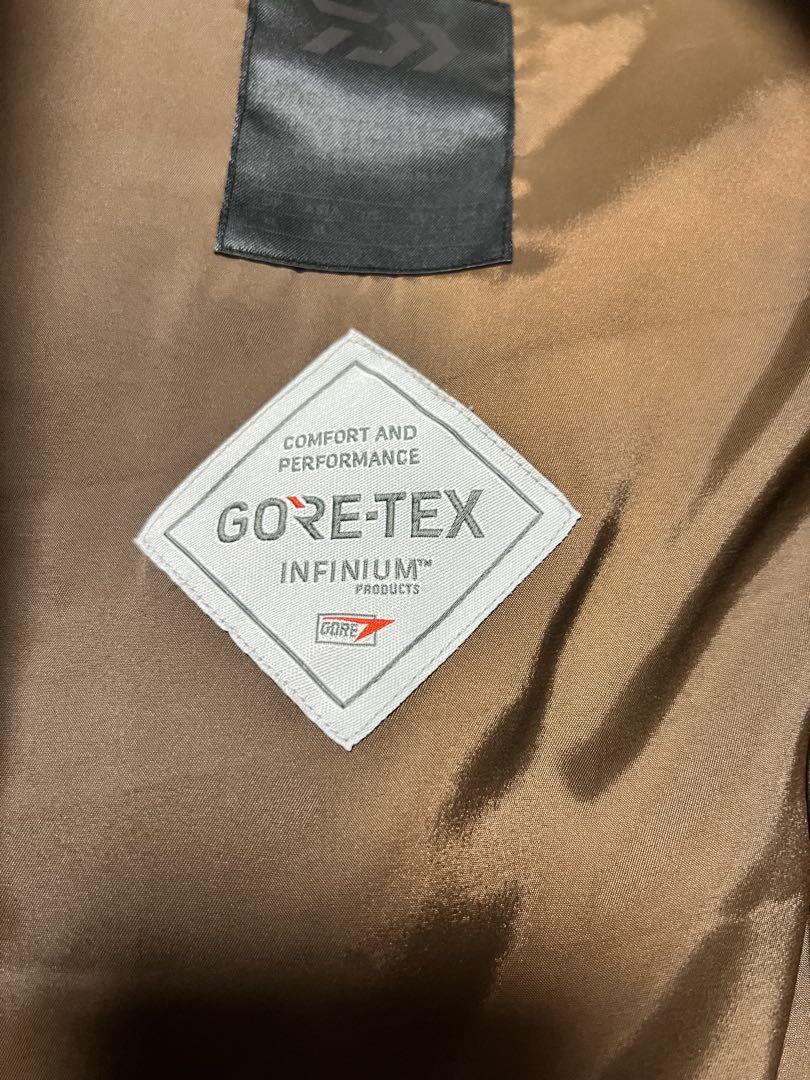 COMFORT AND
PERFORMANCE
GORE-TEX
INFINIUM™
PRODUCTS
GORE